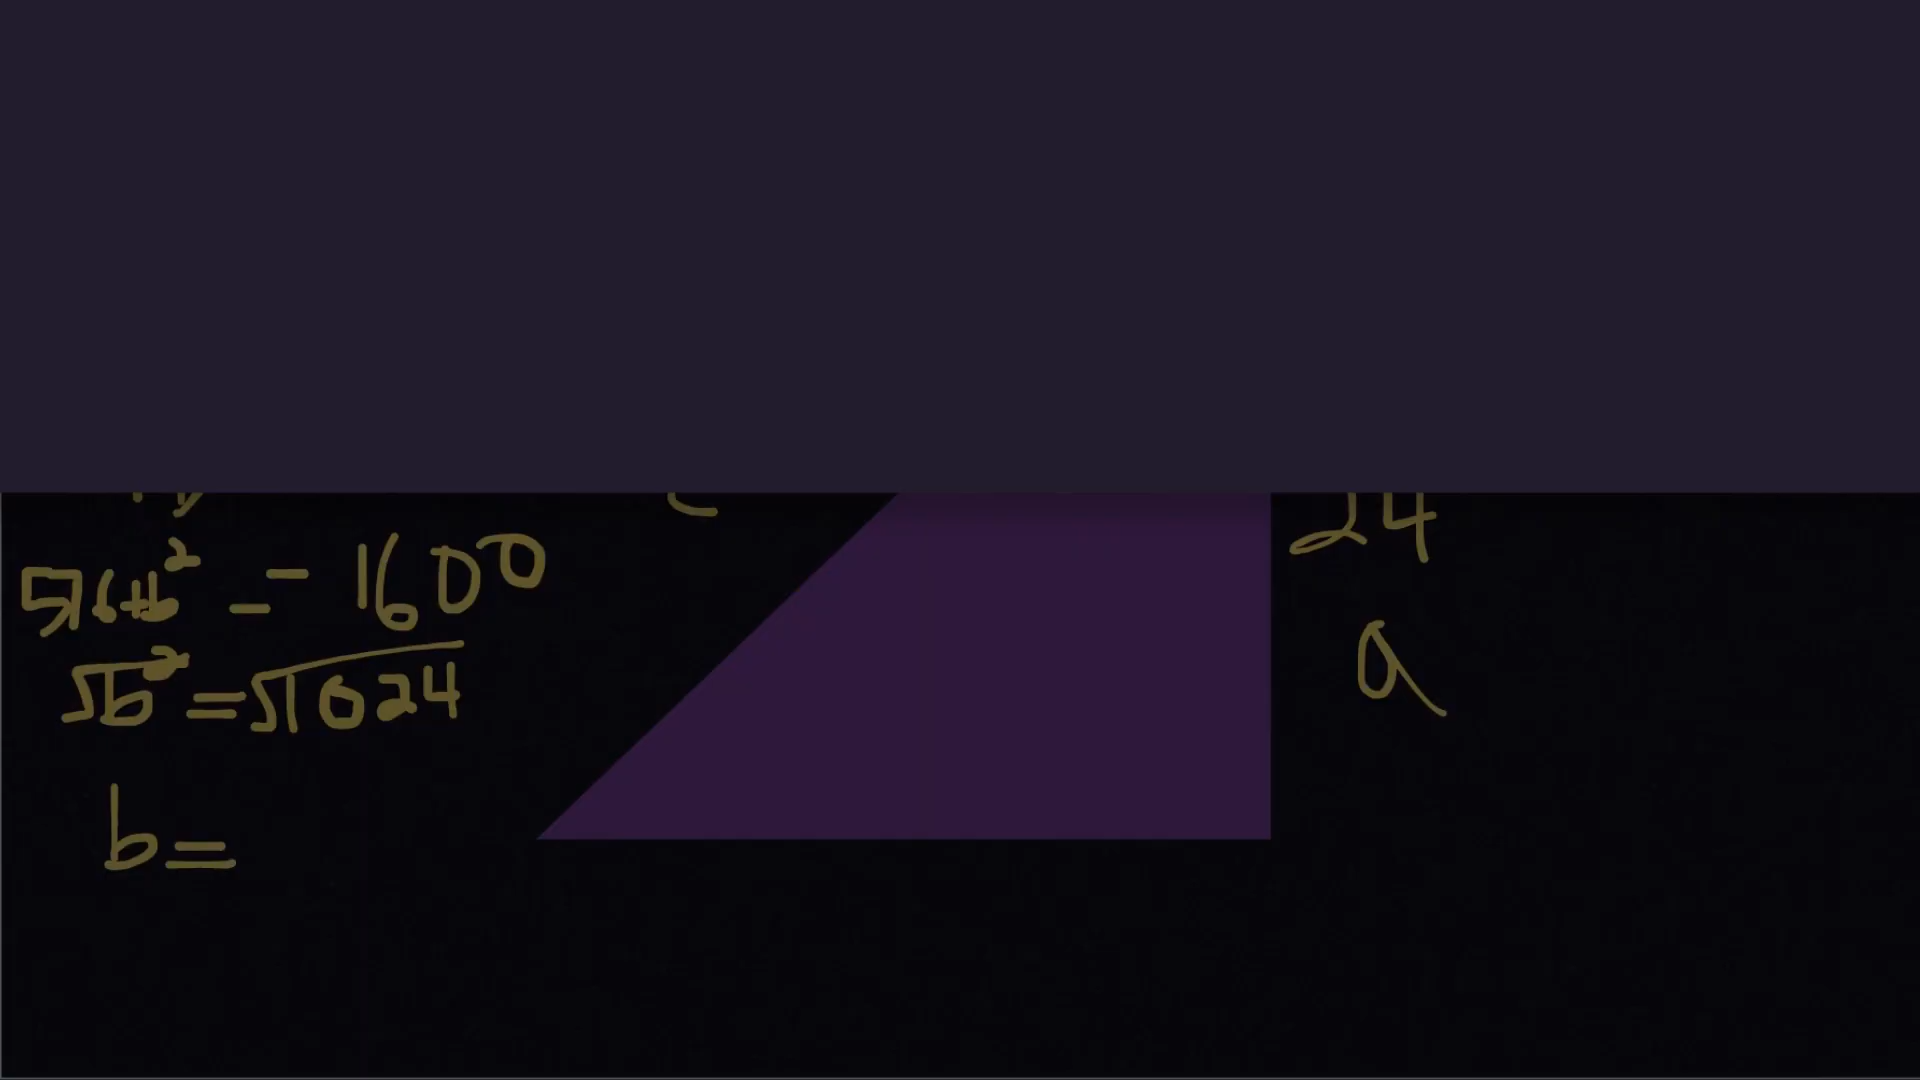 24
576+b² = 1600
√b² = √1024
a
b=